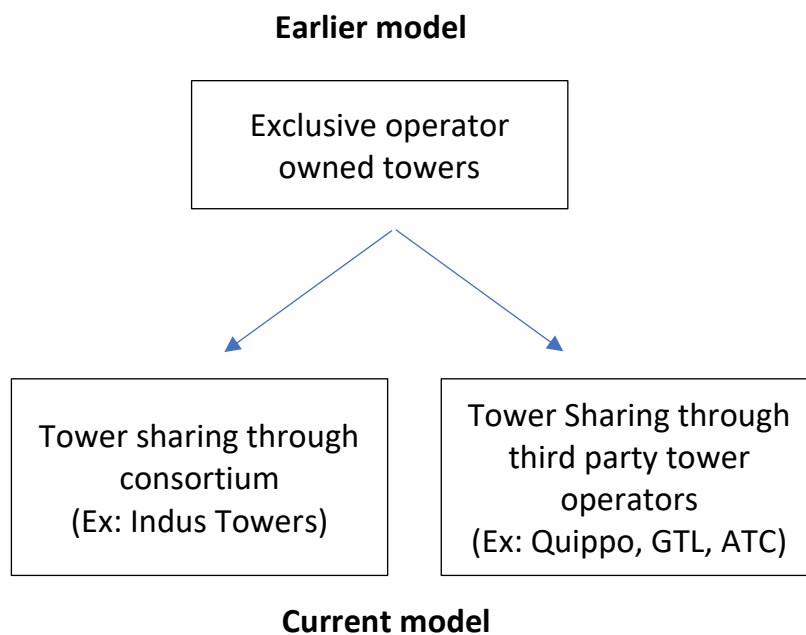 Earlier model
Exclusive operator
owned towers
Tower sharing through
consortium
(Ex: Indus Towers)
Tower Sharing through
third party tower
operators
(Ex: Quippo, GTL, ATC)
Current model